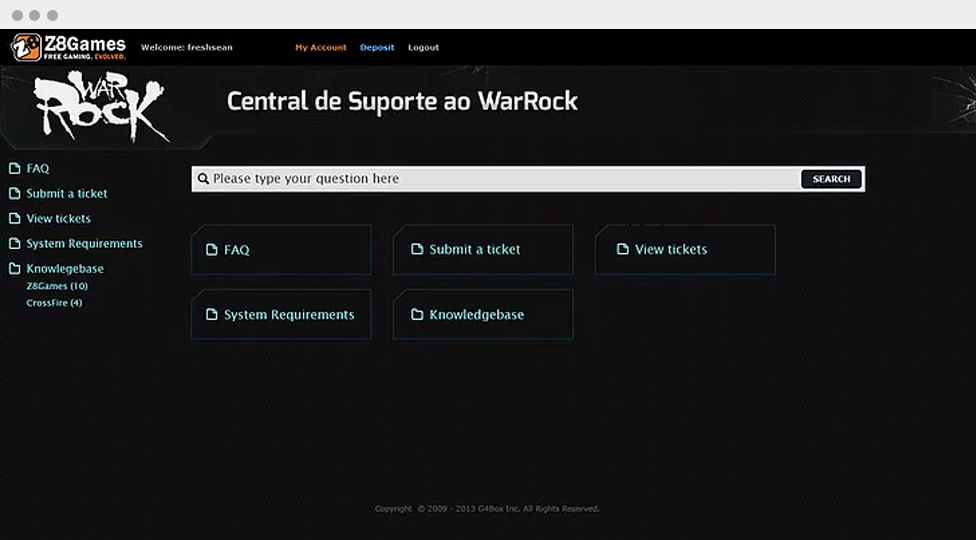 Z8Games
FREE GAMING. EVOLVED.
Welcome: freshsean
My Account
Deposit
Logout
WAR
ROCK
Central de Suporte ao WarRock
FAQ
Submit a ticket
View tickets
System Requirements
Knowlegebase
Z8Games (10)
CrossFire (4)
Please type your question here
SEARCH
FAQ
Submit a ticket
View tickets
System Requirements
Knowledgebase
Copyright © 2009 - 2013 G4Box Inc. All Rights Reserved.